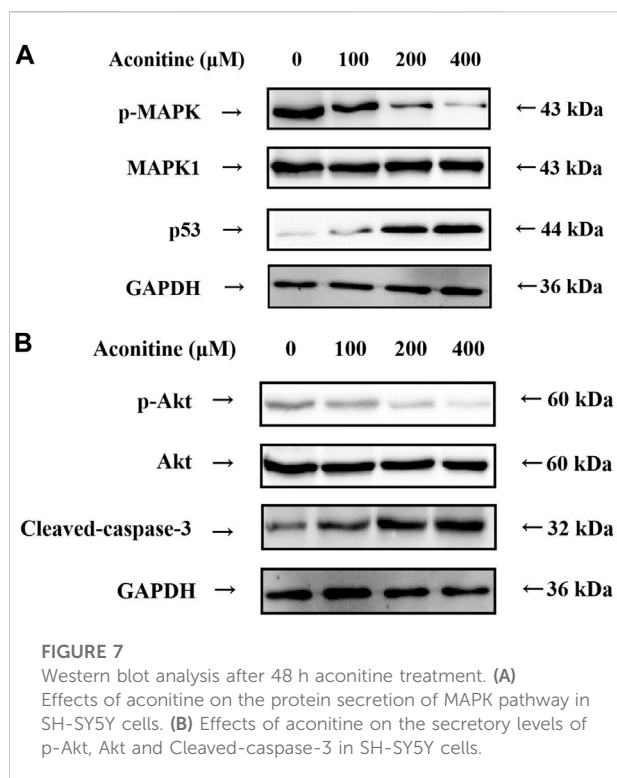 A
Aconitine (μM) 0 100 200 400
p-MAPK → ← 43 kDa
MAPK1 → ← 43 kDa
p53 → ← 44 kDa
GAPDH → ← 36 kDa
B
Aconitine (μM) 0 100 200 400
p-Akt → ← 60 kDa
Akt → ← 60 kDa
Cleaved-caspase-3 → ← 32 kDa
GAPDH → ← 36 kDa
FIGURE 7
Western blot analysis after 48 h aconitine treatment. (A)
Effects of aconitine on the protein secretion of MAPK pathway in
SH-SY5Y cells. (B) Effects of aconitine on the secretory levels of
p-Akt, Akt and Cleaved-caspase-3 in SH-SY5Y cells.